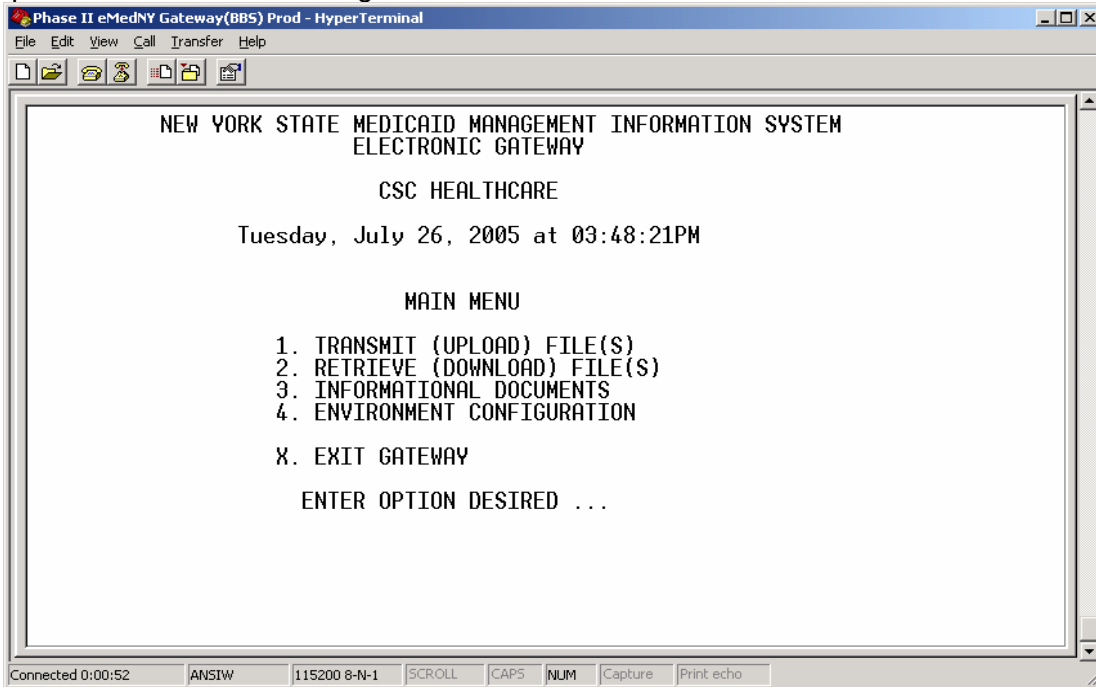 Phase II eMedNY Gateway(BBS) Prod - HyperTerminal
File Edit View Call Transfer Help
NEW YORK STATE MEDICAID MANAGEMENT INFORMATION SYSTEM
ELECTRONIC GATEWAY
CSC HEALTHCARE
Tuesday, July 26, 2005 at 03:48:21PM
MAIN MENU
1. TRANSMIT (UPLOAD) FILE(S)
2. RETRIEVE (DOWNLOAD) FILE(S)
3. INFORMATIONAL DOCUMENTS
4. ENVIRONMENT CONFIGURATION
X. EXIT GATEWAY
ENTER OPTION DESIRED ...
Connected 0:00:52 ANSIW 115200 8-N-1 SCROLL CAPS NUM Capture Print echo